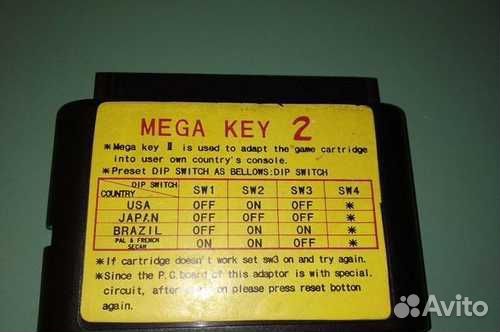 MEGA KEY 2
*Mega key II is used to adapt the game cartridge
into user own country's console.
*Preset DIP SWITCH AS BELLOWS:DIP SWITCH
DIP SWITCH
COUNTRY SW1 SW2 SW3 SW4
USA OFF ON OFF *
JAPAN OFF OFF OFF *
BRAZIL OFF ON ON *
PAL & FRENCH
SECAM ON ON OFF *
*If cartridge doesn't work set sw3 on and try again.
*Since the P.C.board of this adaptor is with special.
circuit, after on please press reset botton
again.
Avito